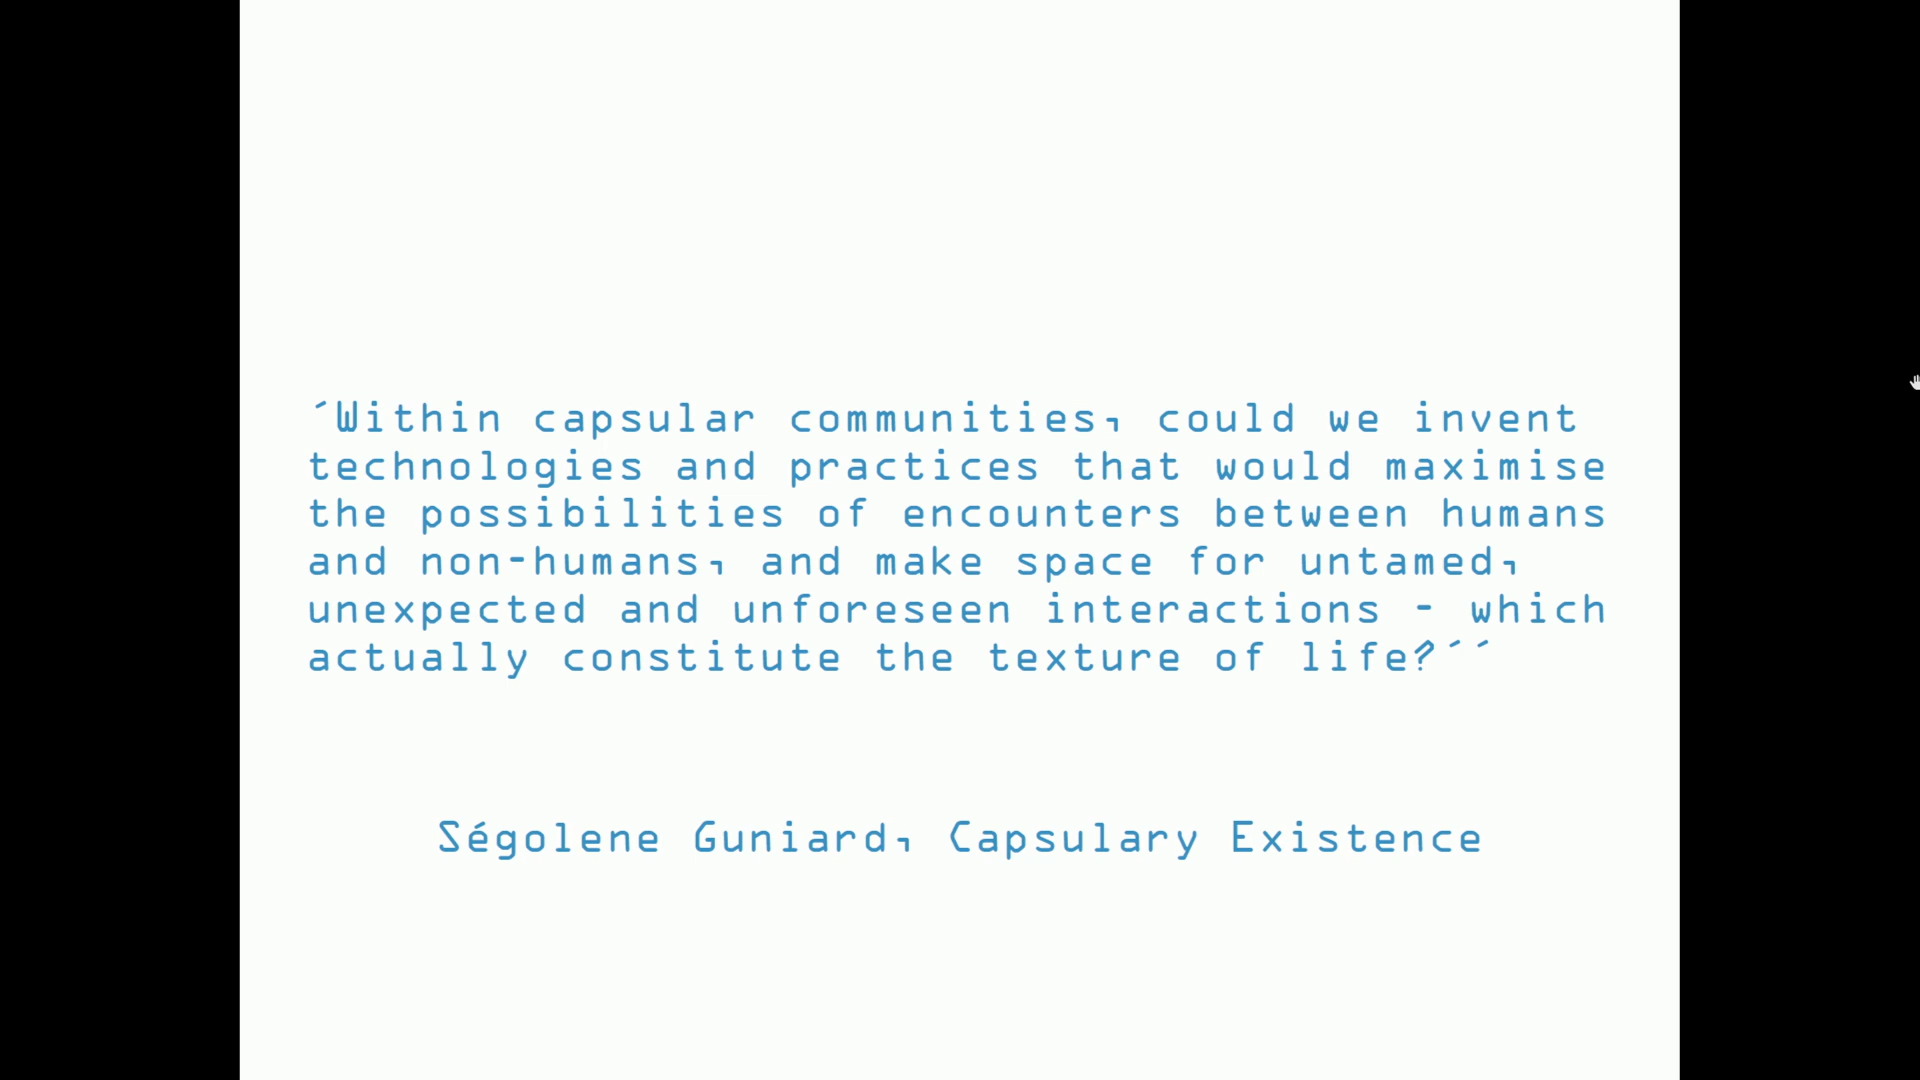 ´Within capsular communities, could we invent
technologies and practices that would maximise
the possibilities of encounters between humans
and non-humans, and make space for untamed,
unexpected and unforeseen interactions - which
actually constitute the texture of life?´´
Ségolene Guniard, Capsulary Existence